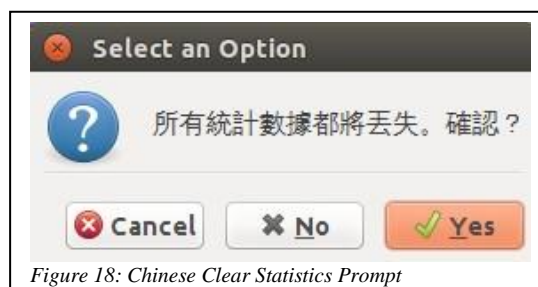 Select an Option
所有統計數據都將丟失。確認？
Cancel No Yes
Figure 18: Chinese Clear Statistics Prompt